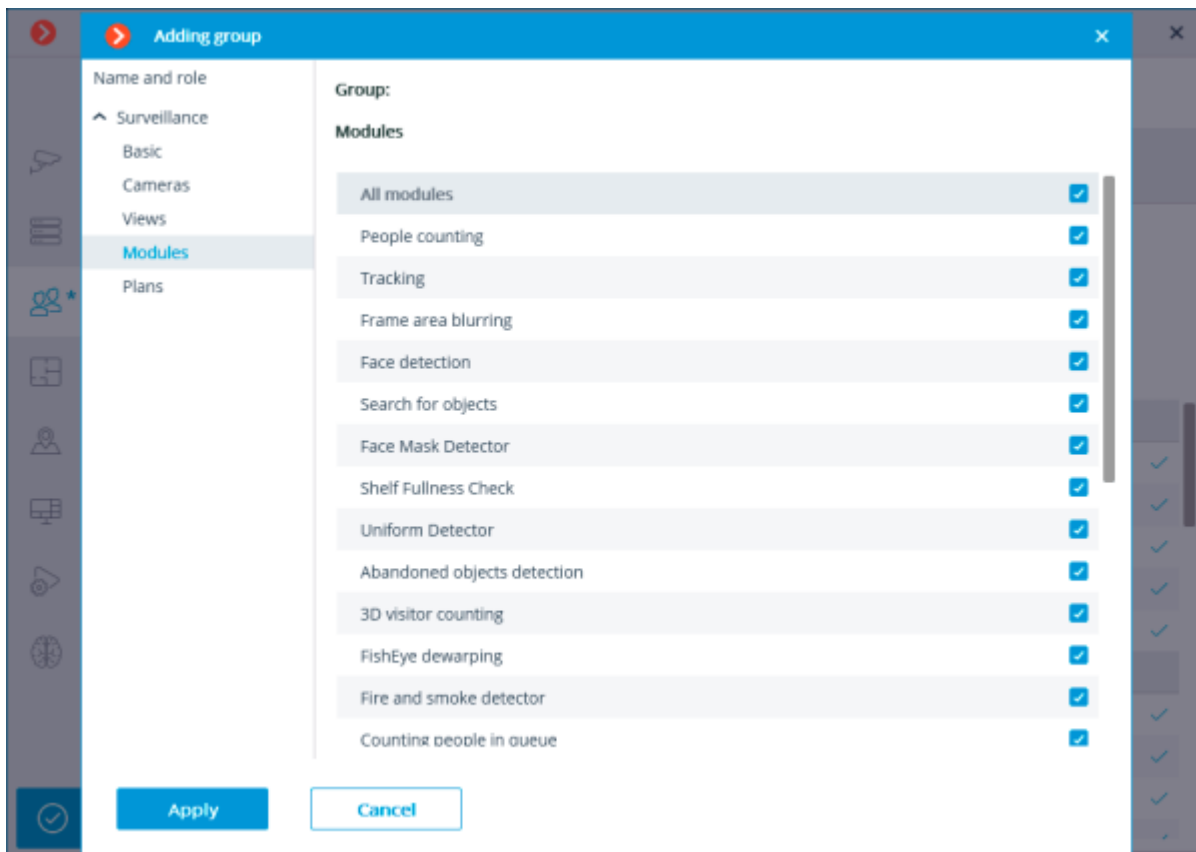 Adding group
Name and role
Surveillance
Basic
Cameras
Views
Modules
Plans
Group:
Modules
All modules
People counting
Tracking
Frame area blurring
Face detection
Search for objects
Face Mask Detector
Shelf Fullness Check
Uniform Detector
Abandoned objects detection
3D visitor counting
FishEye dewarping
Fire and smoke detector
Counting people in queue
Apply
Cancel